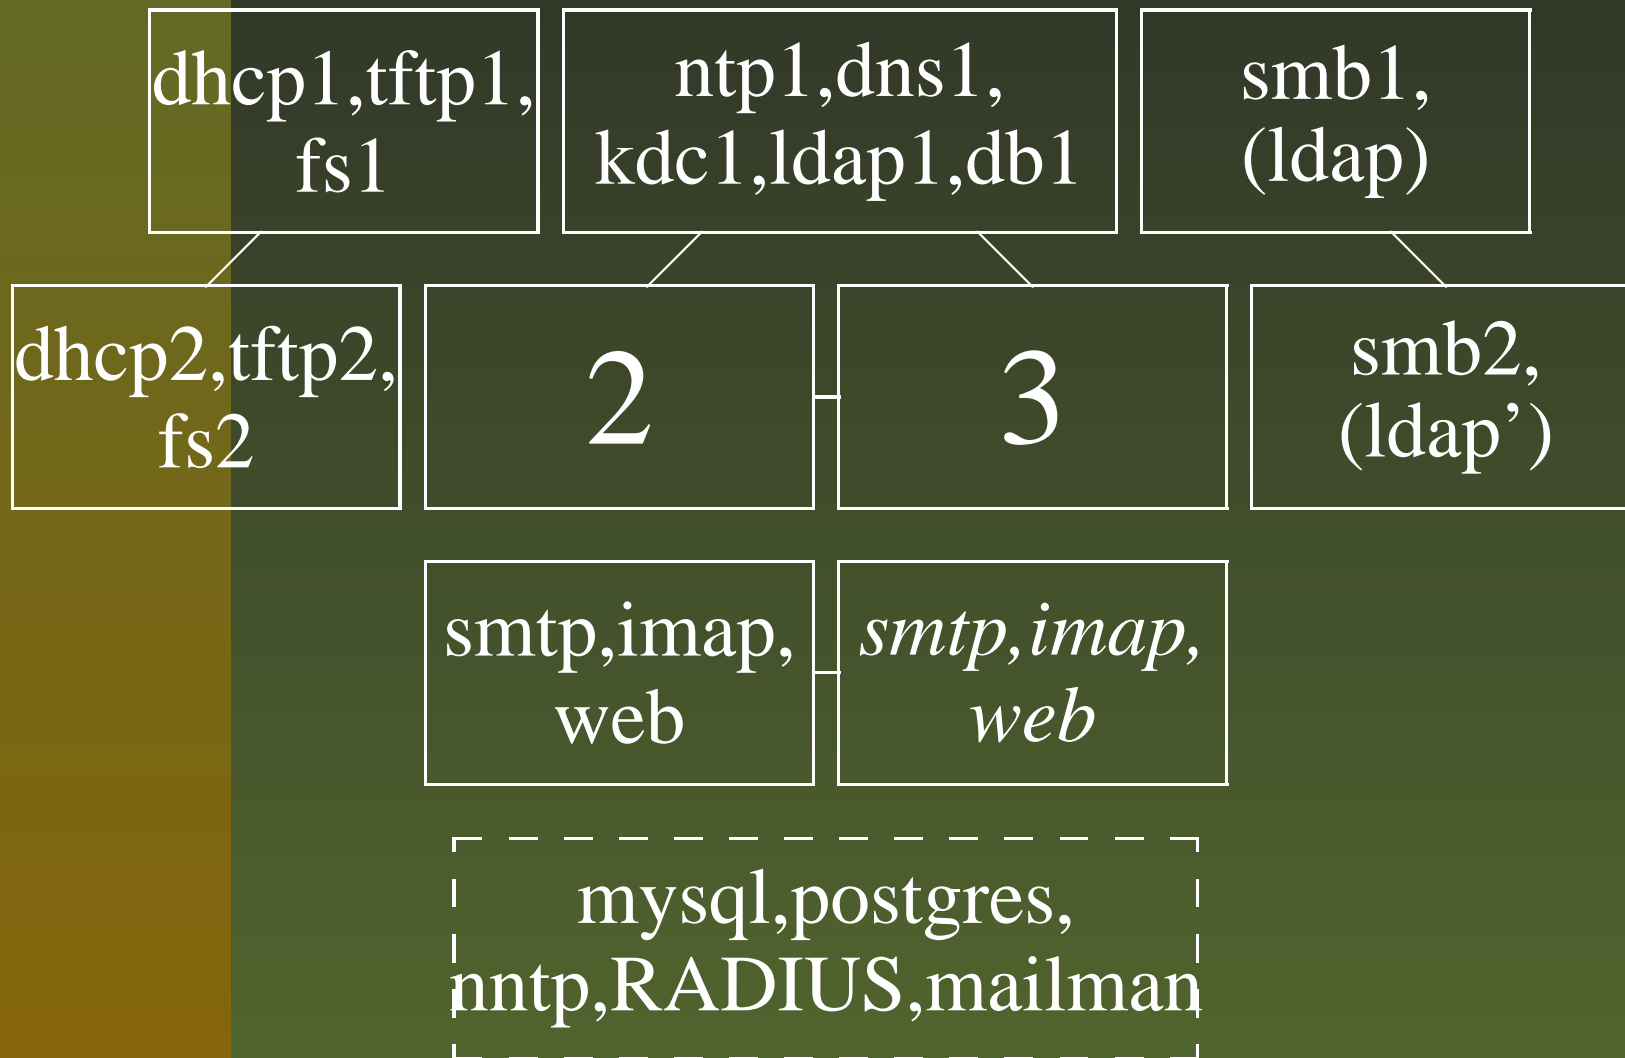 dhcp1,tftp1,
fs1
ntp1,dns1,
kdc1,ldap1,db1
smb1,
(ldap)
dhcp2,tftp2,
fs2
2
3
smb2,
(ldap’)
smtp,imap,
web
smtp,imap,
web
mysql,postgres,
nntp,RADIUS,mailman